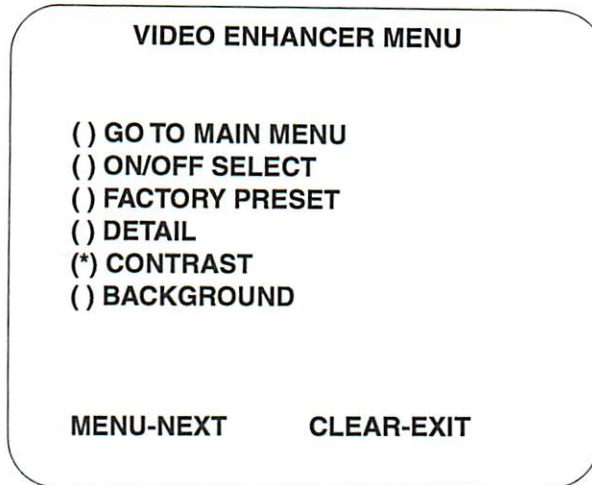 VIDEO ENHANCER MENU
( ) GO TO MAIN MENU
( ) ON/OFF SELECT
( ) FACTORY PRESET
( ) DETAIL
(*) CONTRAST
( ) BACKGROUND
MENU-NEXT CLEAR-EXIT